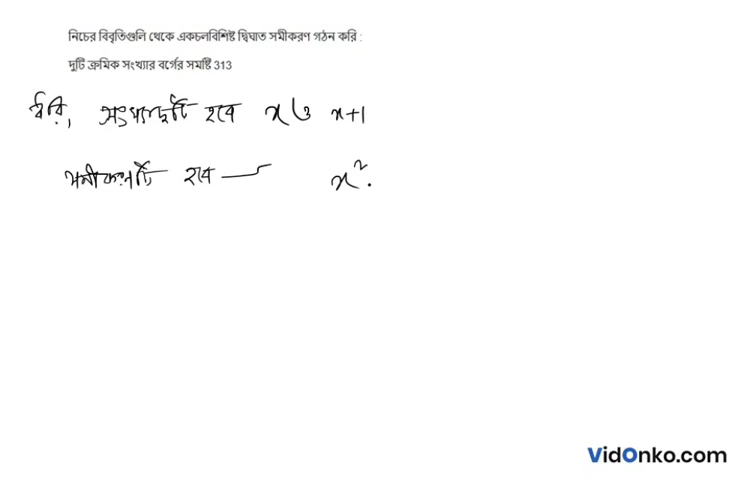 নিচের বিবৃতিগুলি থেকে একচলবিশিষ্ট দ্বিঘাত সমীকরণ গঠন করি :
দুটি ক্রমিক সংখ্যার বর্গের সমষ্টি 313
ধরি, সংখ্যাদুটি হবে x ও x+1
সমীকরণটি হবে — x².
VidOnko.com